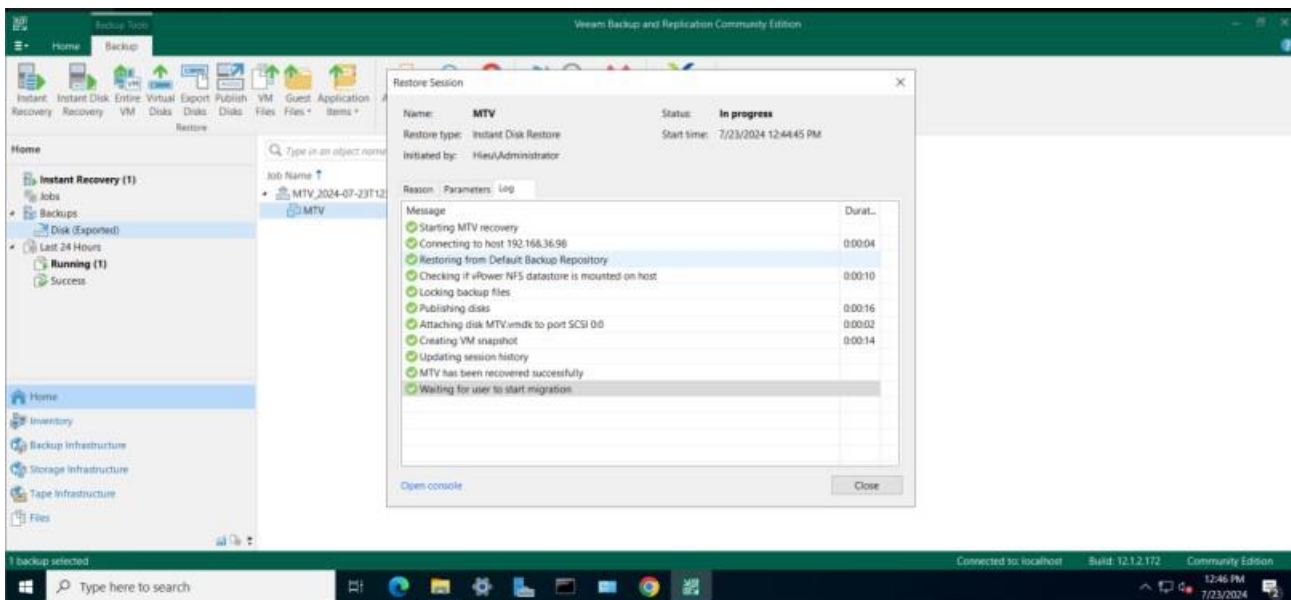 Backup Tools
Veeam Backup and Replication Community Edition
Home Backup
Instant Recovery
Instant Disk Recovery
Entire VM
Virtual Disks
Export Disks
Publish Disks
VM Files
Guest Files
Application Items
Restore
Home
Instant Recovery (1)
Jobs
Backups
Disk (Exported)
Last 24 Hours
Running (1)
Success
Home
Inventory
Backup Infrastructure
Storage Infrastructure
Tape Infrastructure
Files
Type in an object name
Job Name
MTV_2024-07-23T12
MTV
Restore Session
Name: MTV Status: In progress
Restore type: Instant Disk Restore Start time: 7/23/2024 12:44:45 PM
Initiated by: Hieu\Administrator
Reason Parameters Log
Message Durat...
Starting MTV recovery
Connecting to host 192.168.36.98 0:00:04
Restoring from Default Backup Repository
Checking if vPower NFS datastore is mounted on host 0:00:10
Locking backup files
Publishing disks 0:00:16
Attaching disk MTV.vmdk to port SCSI 0:0 0:00:02
Creating VM snapshot 0:00:14
Updating session history
MTV has been recovered successfully
Waiting for user to start migration
Open console Close
1 backup selected Connected to: localhost Build: 12.1.2.172 Community Edition
Type here to search 12:46 PM
7/23/2024